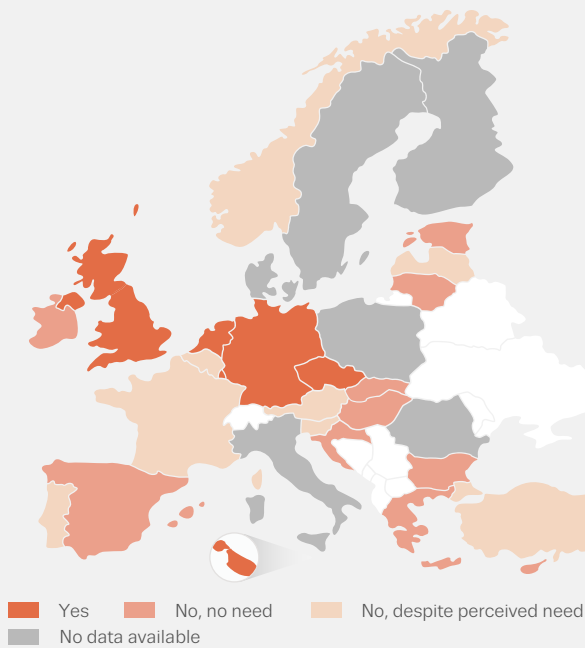 Yes No, no need No, despite perceived need
No data available